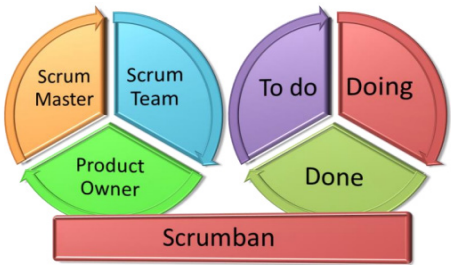 Scrum
Master
Scrum
Team
Product
Owner
To do
Doing
Done
Scrumban